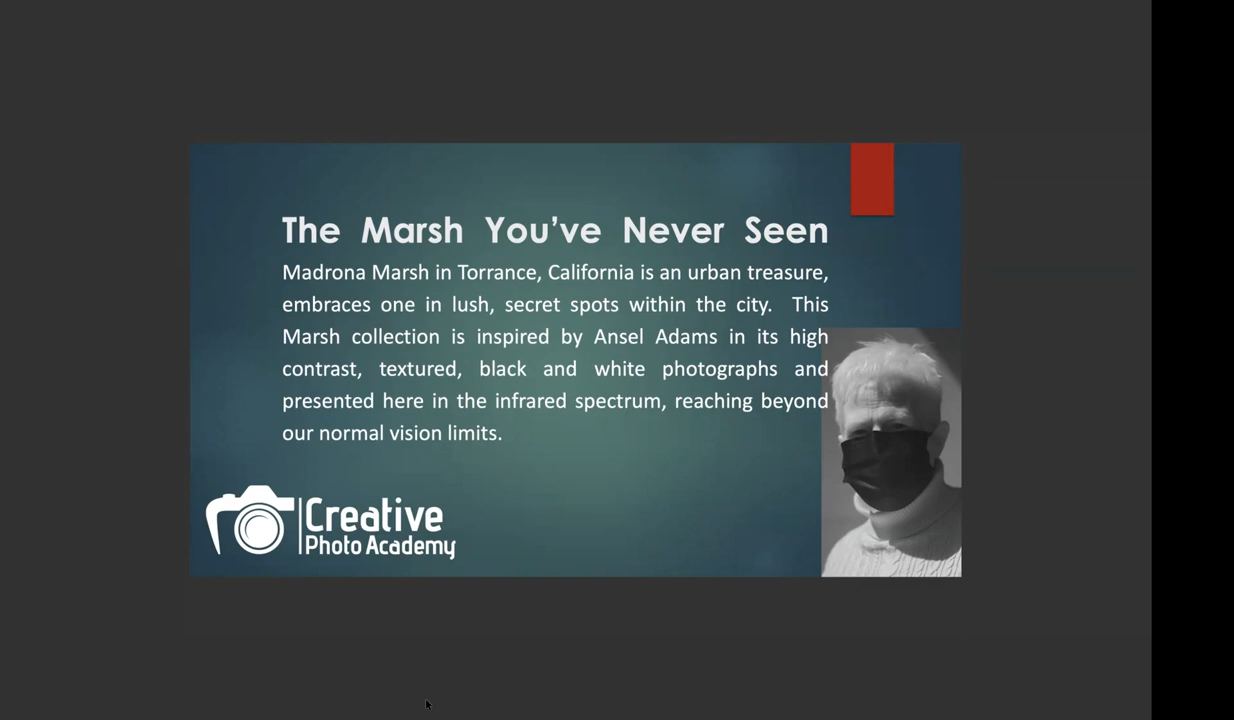 The Marsh You’ve Never Seen
Madrona Marsh in Torrance, California is an urban treasure,
embraces one in lush, secret spots within the city. This
Marsh collection is inspired by Ansel Adams in its high
contrast, textured, black and white photographs and
presented here in the infrared spectrum, reaching beyond
our normal vision limits.
Creative
Photo Academy